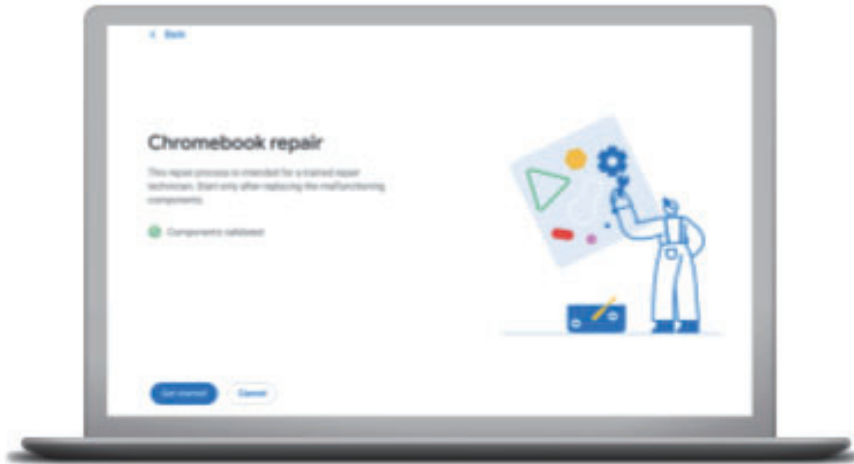 Back
Chromebook repair
This repair process is intended for a trained repair
technician. Start only after replacing the malfunctioning
components.
Components validated
Get started
Cancel